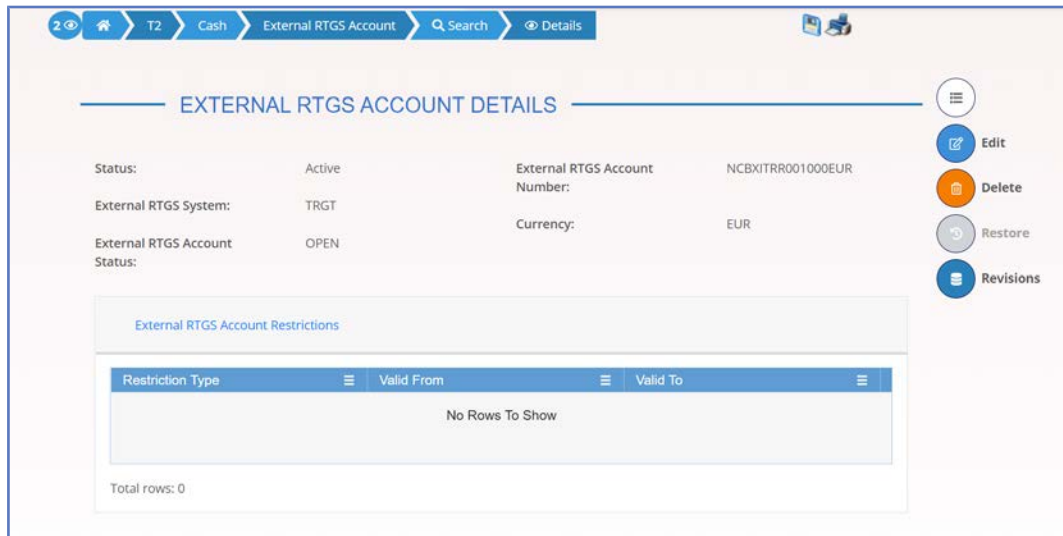 2
T2
Cash
External RTGS Account
Search
Details
EXTERNAL RTGS ACCOUNT DETAILS
Edit
Delete
Restore
Revisions
Status: Active
External RTGS System: TRGT
External RTGS Account
Status:
OPEN
External RTGS Account
Number:
NCBXITRR001000EUR
Currency: EUR
External RTGS Account Restrictions
Restriction Type Valid From Valid To
No Rows To Show
Total rows: 0